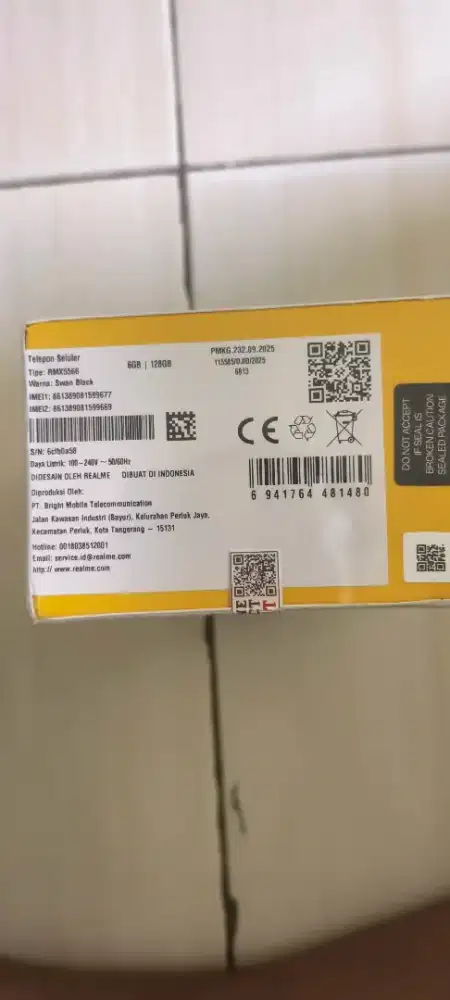 Telepon Seluler
Tipe: RMX5566
Warna: Swan Black
6GB | 128GB
PMKG.232.09.2025
6813
IMEI1: 861389081599677
IMEI2: 861389081599669
S/N: 6cfb0a58
Daya Listrik: 100-240V ~ 50/60Hz
DIDESAIN OLEH REALME DIBUAT DI INDONESIA
Diproduksi Oleh:
PT. Bright Mobile Telecommunication
Jalan Kawasan Industri (Bayur), Kelurahan Periuk Jaya,
Kecamatan Periuk, Kota Tangerang - 15131
Hotline: 0018038512001
Email: service.id@realme.com
http:// www.realme.com
CE
6 941764 481480
DO NOT ACCEPT
IF SEAL IS
BROKEN CAUTION
SEALED PACKAGE